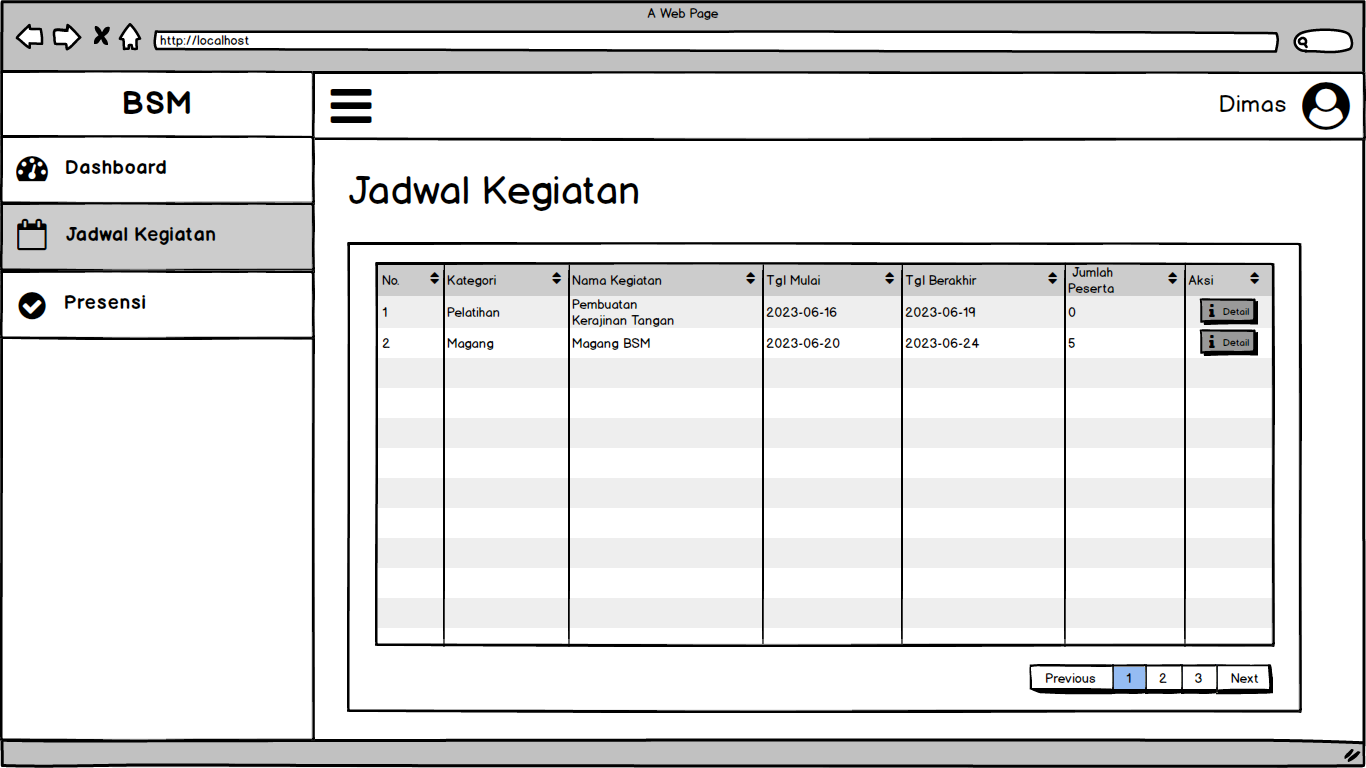 A Web Page
http://localhost
BSM
Dimas
Dashboard
Jadwal Kegiatan
Presensi
Jadwal Kegiatan
No. Kategori Nama Kegiatan Tgl Mulai Tgl Berakhir Jumlah Peserta Aksi
1 Pelatihan Pembuatan Kerajinan Tangan 2023-06-16 2023-06-19 0 Detail
2 Magang Magang BSM 2023-06-20 2023-06-24 5 Detail
Previous 1 2 3 Next